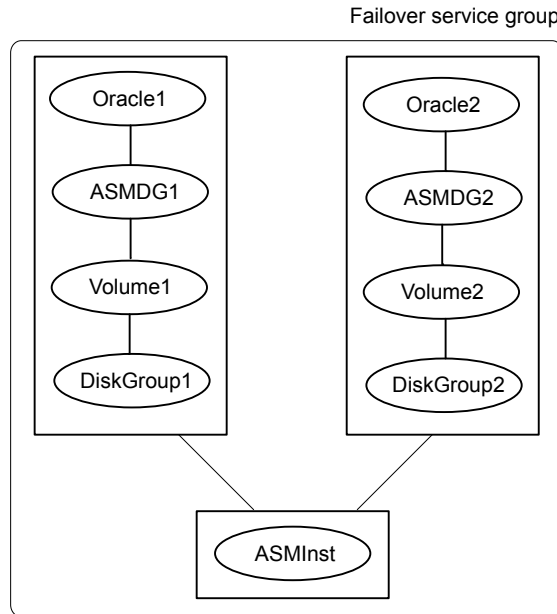 Failover service group
Oracle1
ASMDG1
Volume1
DiskGroup1
Oracle2
ASMDG2
Volume2
DiskGroup2
ASMInst